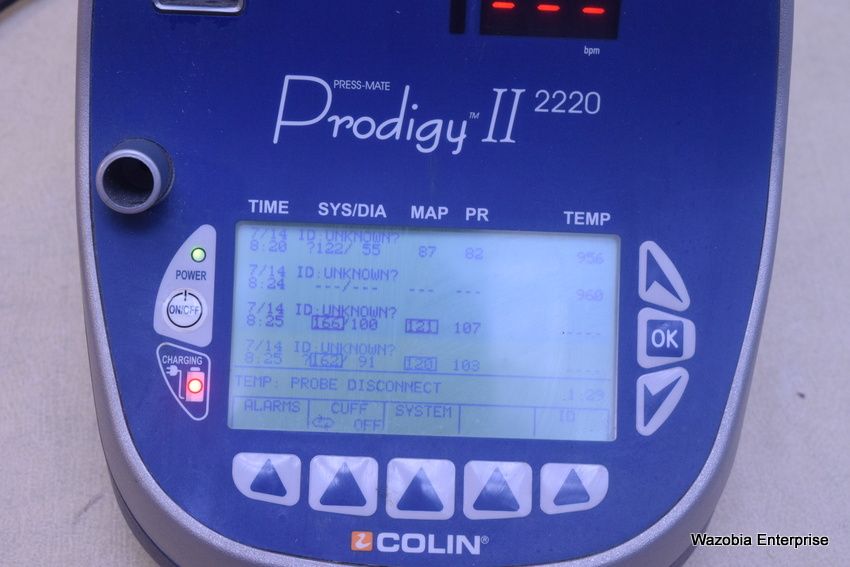 - - -
bpm
PRESS-MATE
Prodigy™ II 2220
TIME SYS/DIA MAP PR TEMP
7/14 ID:UNKNOWN?
8:20 ?122/ 55 87 82 956
7/14 ID:UNKNOWN?
8:24 ---/--- --- --- 960
7/14 ID:UNKNOWN?
8:25 166/100 121 107 ----
7/14 ID:UNKNOWN?
8:25 ?162/ 91 120 103 ----
TEMP: PROBE DISCONNECT
1:29
ALARMS CUFF SYSTEM ID
OFF
POWER
ON/OFF
CHARGING
OK
COLIN®
Wazobia Enterprise